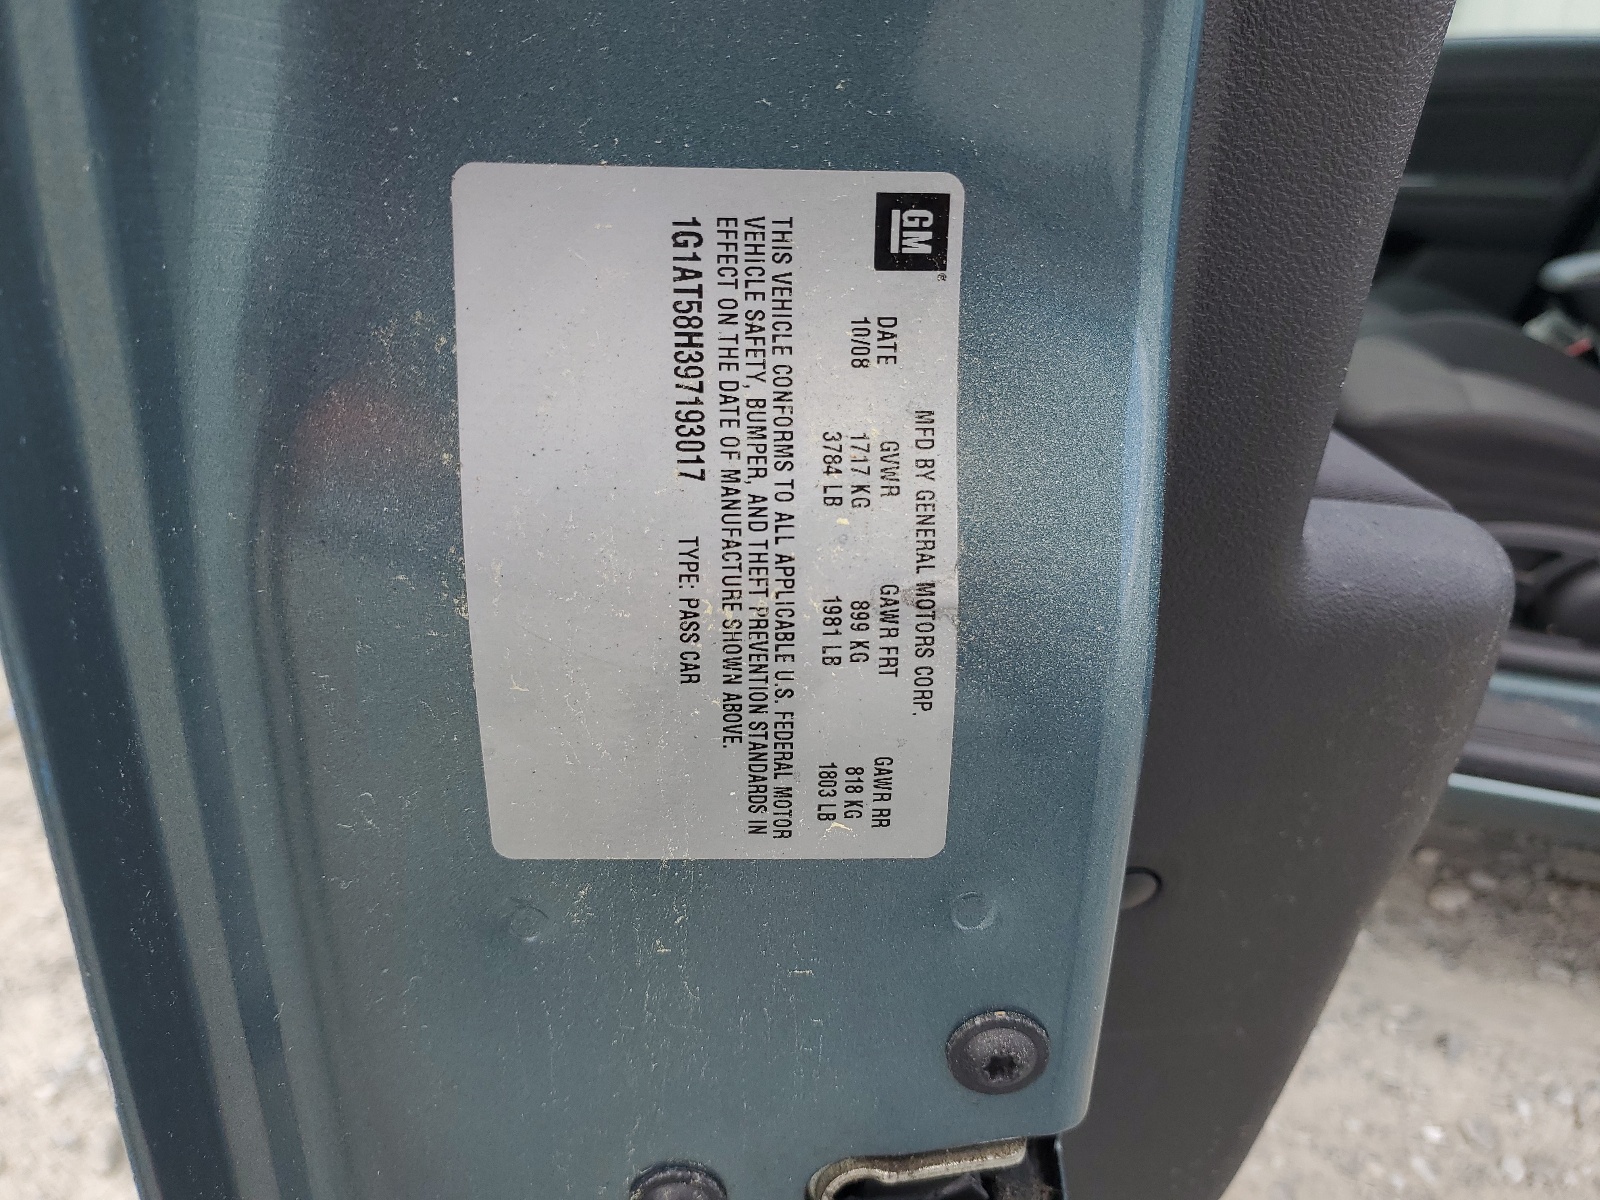 GM®
MFD BY GENERAL MOTORS CORP.
DATE GVWR GAWR FRT GAWR RR
10/08 1717 KG 899 KG 818 KG
3784 LB 1981 LB 1803 LB
THIS VEHICLE CONFORMS TO ALL APPLICABLE U.S. FEDERAL MOTOR
VEHICLE SAFETY, BUMPER, AND THEFT PREVENTION STANDARDS IN
EFFECT ON THE DATE OF MANUFACTURE SHOWN ABOVE.
1G1AT58H397193017 TYPE: PASS CAR